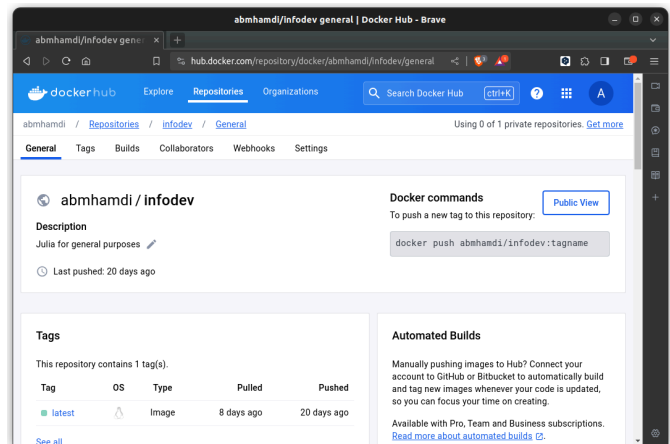 abmhamdi/infodev general | Docker Hub - Brave
abmhamdi/infodev gener
hub.docker.com/repository/docker/abmhamdi/infodev/general
dockerhub Explore Repositories Organizations Search Docker Hub ctrl+K ? A
abmhamdi / Repositories / infodev / General Using 0 of 1 private repositories. Get more
General Tags Builds Collaborators Webhooks Settings
abmhamdi / infodev
Description
Julia for general purposes
Last pushed: 20 days ago
Docker commands
To push a new tag to this repository:
Public View
docker push abmhamdi/infodev:tagname
Tags
This repository contains 1 tag(s).
Tag OS Type Pulled Pushed
latest Image 8 days ago 20 days ago
See all
Automated Builds
Manually pushing images to Hub? Connect your
account to GitHub or Bitbucket to automatically build
and tag new images whenever your code is updated,
so you can focus your time on creating.
Available with Pro, Team and Business subscriptions.
Read more about automated builds